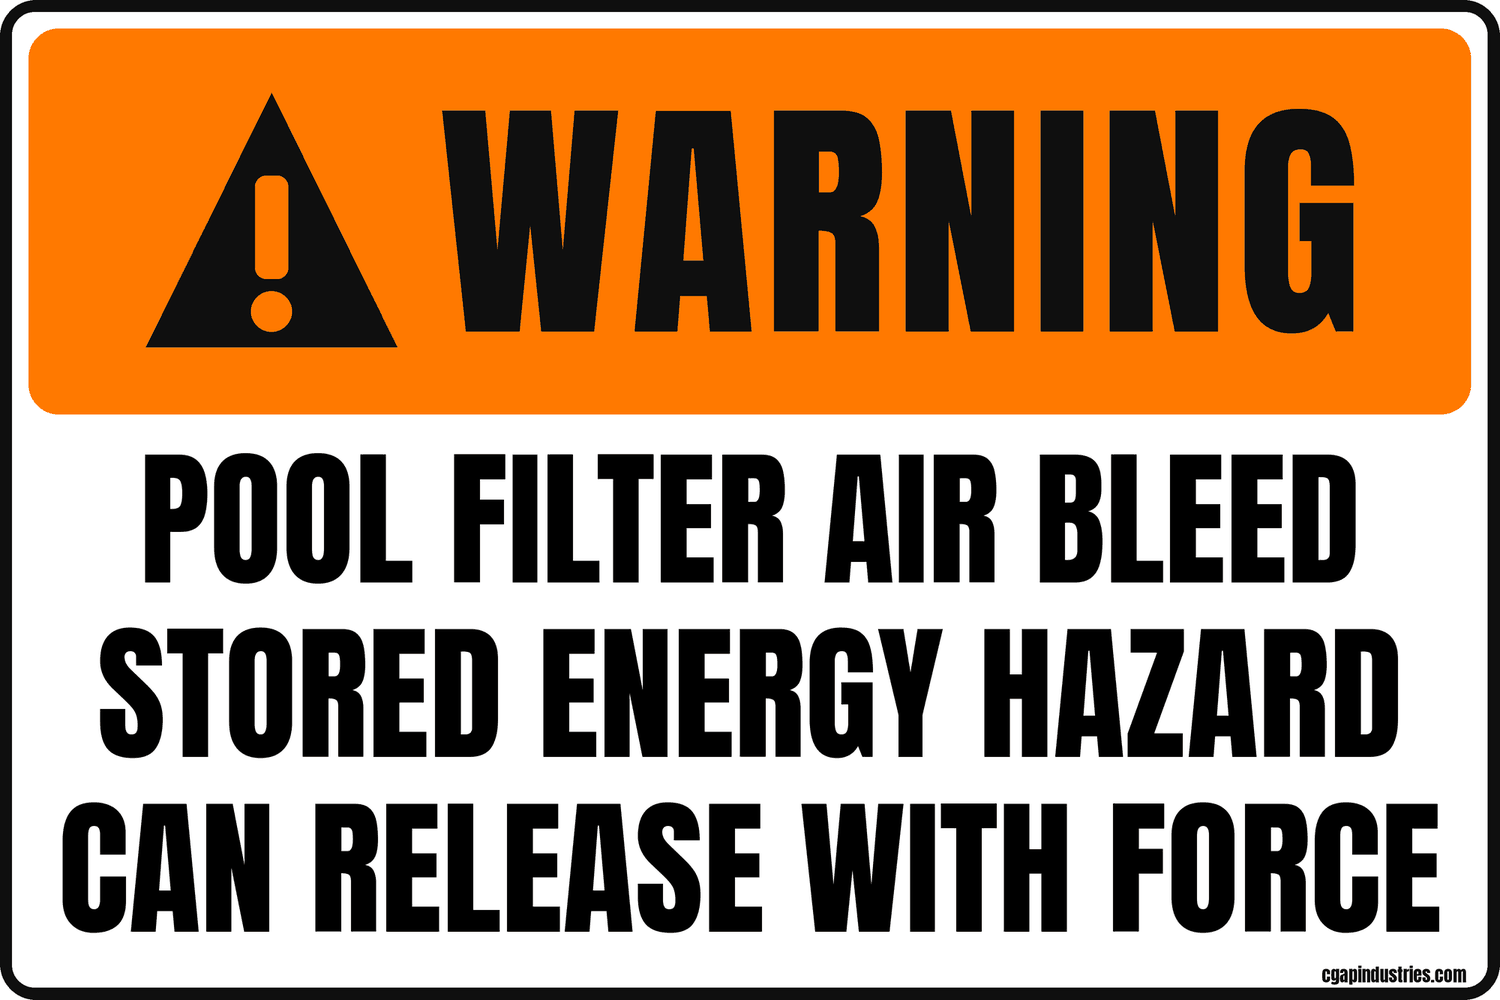 WARNING
POOL FILTER AIR BLEED
STORED ENERGY HAZARD
CAN RELEASE WITH FORCE
cgapindustries.com